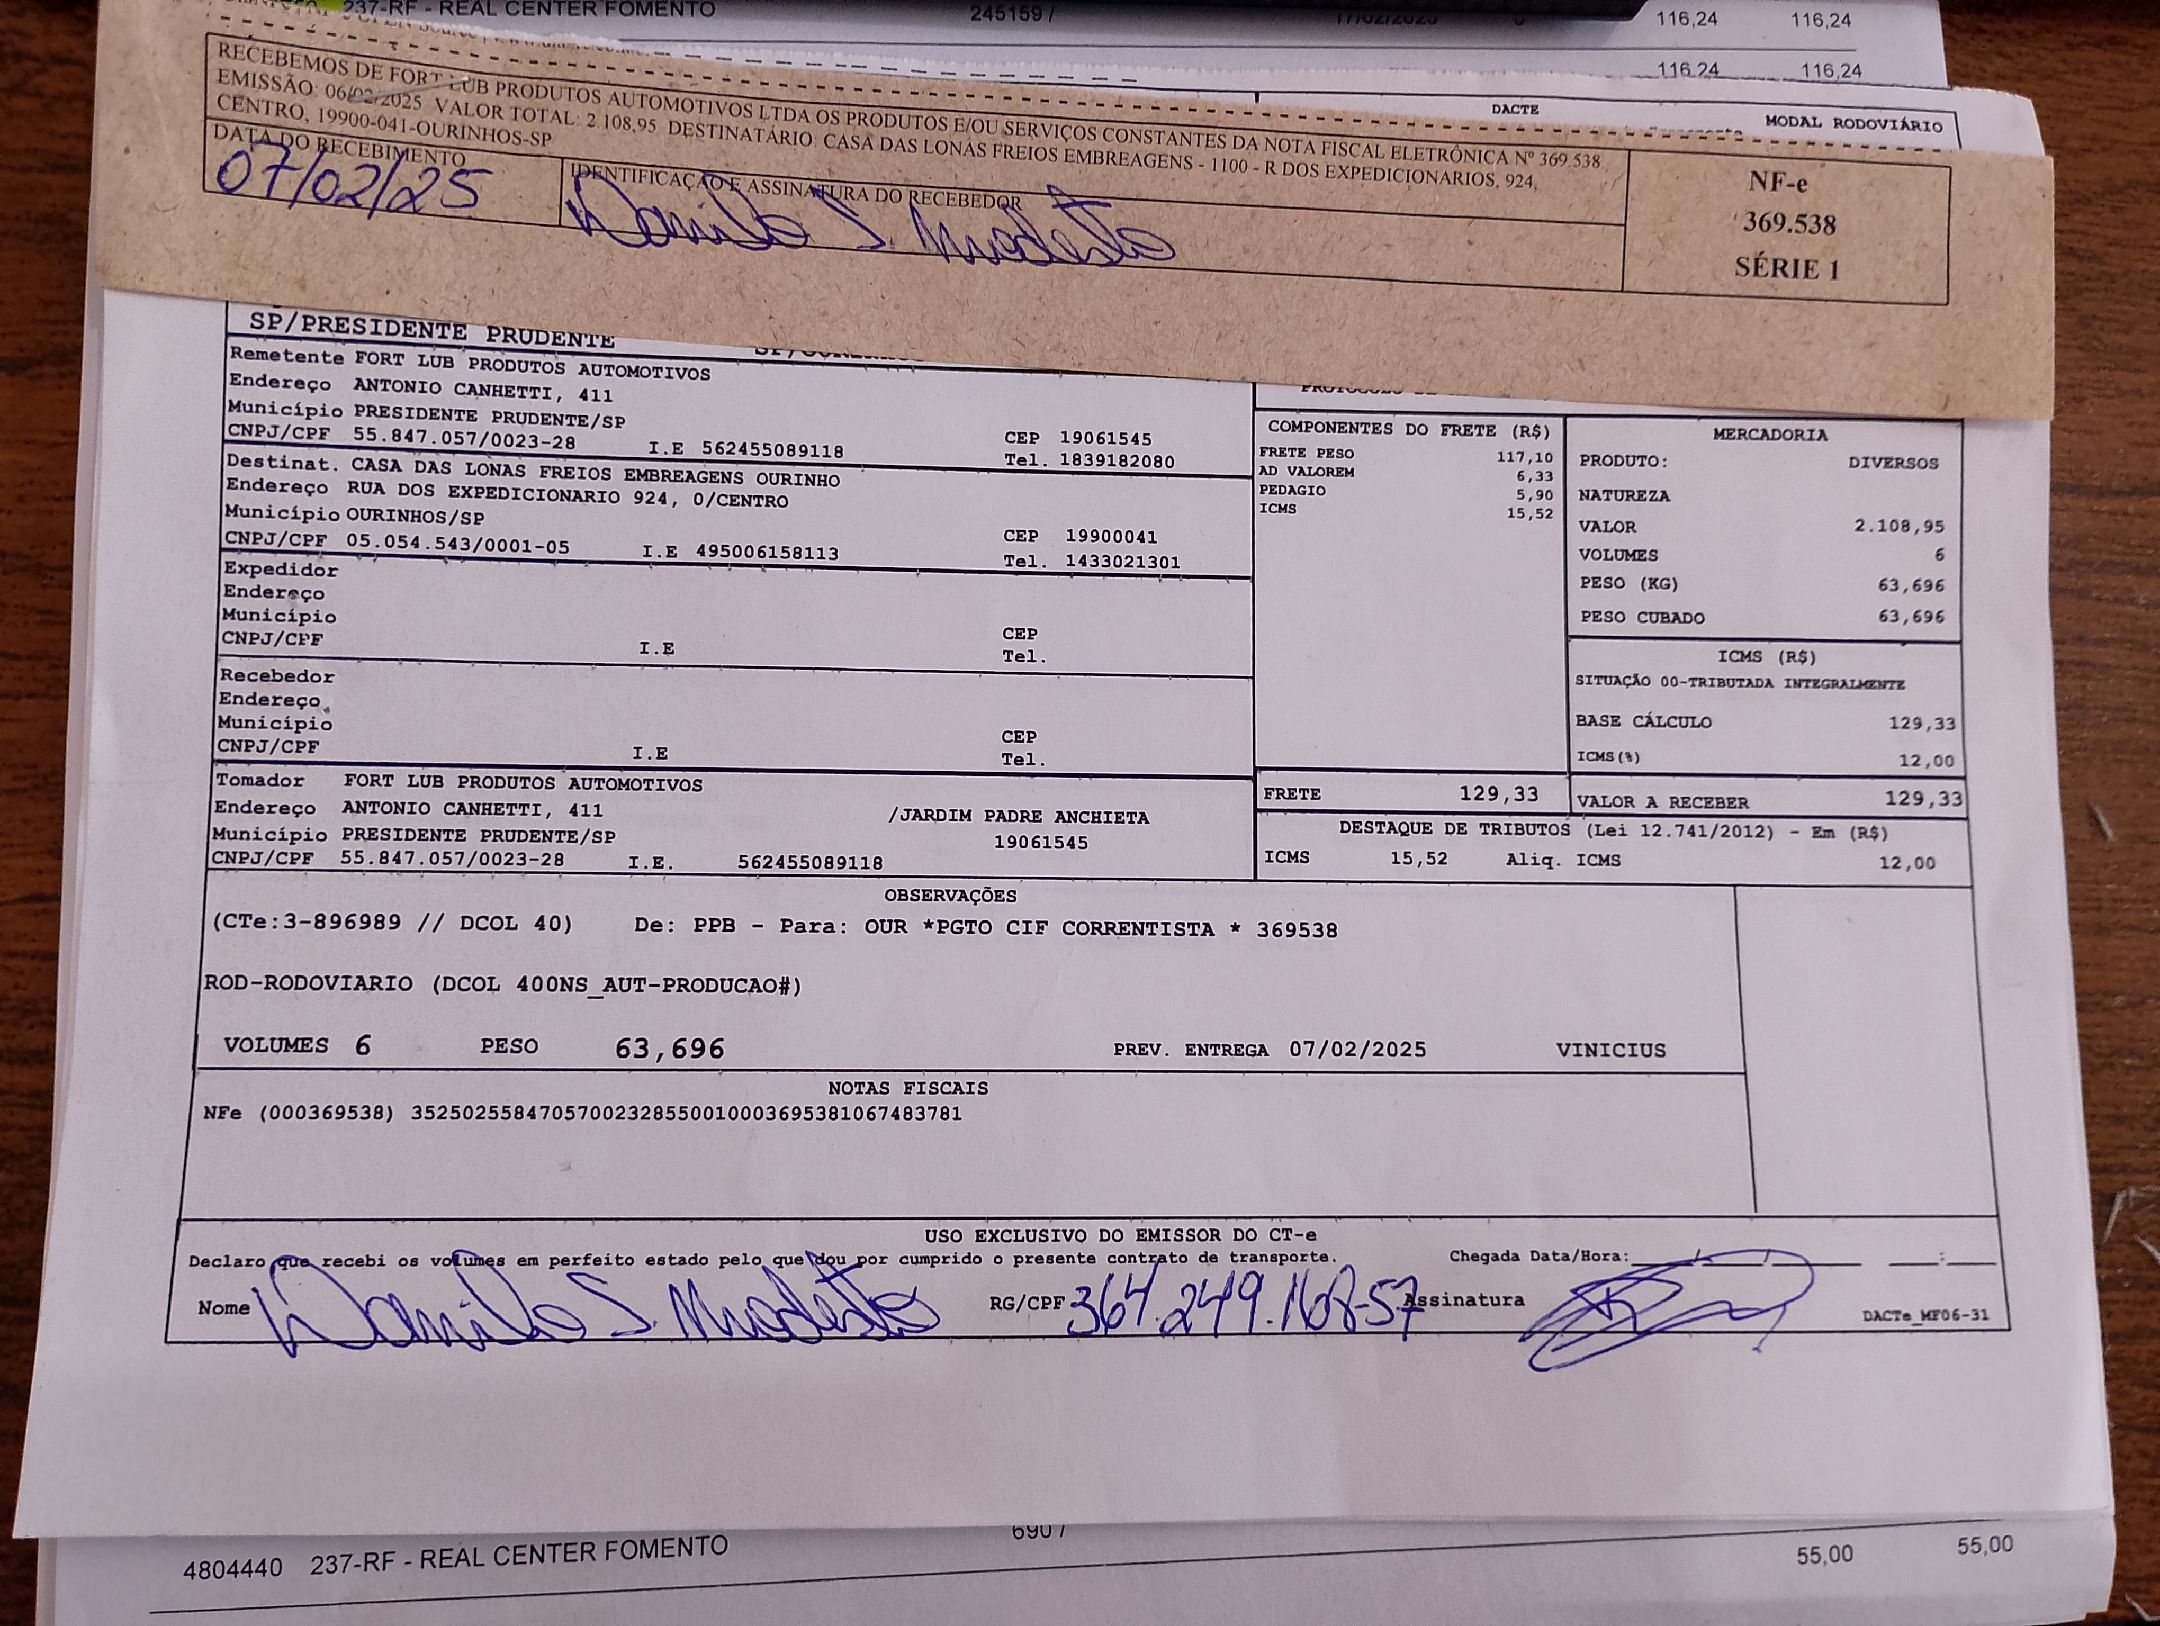 237-RF - REAL CENTER FOMENTO 245159 / 17/02/2025 116,24 116,24
116,24 116,24
DACTE
MODAL RODOVIÁRIO
RECEBEMOS DE FORT LUB PRODUTOS AUTOMOTIVOS LTDA OS PRODUTOS E/OU SERVIÇOS CONSTANTES DA NOTA FISCAL ELETRÔNICA Nº 369.538,
EMISSÃO: 06/02/2025 VALOR TOTAL: 2.108,95 DESTINATÁRIO: CASA DAS LONAS FREIOS EMBREAGENS - 1100 - R DOS EXPEDICIONARIOS, 924,
CENTRO, 19900-041-OURINHOS-SP
DATA DO RECEBIMENTO
07/02/25
IDENTIFICAÇÃO E ASSINATURA DO RECEBEDOR
Danilo S. Modesto
NF-e
369.538
SÉRIE 1
SP/PRESIDENTE PRUDENTE
Remetente FORT LUB PRODUTOS AUTOMOTIVOS
Endereço ANTONIO CANHETTI, 411
Município PRESIDENTE PRUDENTE/SP
CNPJ/CPF 55.847.057/0023-28 I.E 562455089118
CEP 19061545
Tel. 1839182080
Destinat. CASA DAS LONAS FREIOS EMBREAGENS OURINHO
Endereço RUA DOS EXPEDICIONARIO 924, 0/CENTRO
Município OURINHOS/SP
CNPJ/CPF 05.054.543/0001-05 I.E 495006158113
CEP 19900041
Tel. 1433021301
Expedidor
Endereço
Município
CNPJ/CPF I.E
CEP
Tel.
Recebedor
Endereço
Município
CNPJ/CPF I.E
CEP
Tel.
Tomador FORT LUB PRODUTOS AUTOMOTIVOS
Endereço ANTONIO CANHETTI, 411 /JARDIM PADRE ANCHIETA
Município PRESIDENTE PRUDENTE/SP 19061545
CNPJ/CPF 55.847.057/0023-28 I.E. 562455089118
COMPONENTES DO FRETE (R$)
FRETE PESO 117,10
AD VALOREM 6,33
PEDAGIO 5,90
ICMS 15,52
FRETE 129,33
MERCADORIA
PRODUTO: DIVERSOS
NATUREZA
VALOR 2.108,95
VOLUMES 6
PESO (KG) 63,696
PESO CUBADO 63,696
ICMS (R$)
SITUAÇÃO 00-TRIBUTADA INTEGRALMENTE
BASE CÁLCULO 129,33
ICMS(%) 12,00
VALOR A RECEBER 129,33
DESTAQUE DE TRIBUTOS (Lei 12.741/2012) - Em (R$)
ICMS 15,52 Aliq. ICMS 12,00
OBSERVAÇÕES
(CTe:3-896989 // DCOL 40) De: PPB - Para: OUR *PGTO CIF CORRENTISTA * 369538
ROD-RODOVIARIO (DCOL 400NS_AUT-PRODUCAO#)
VOLUMES 6 PESO 63,696 PREV. ENTREGA 07/02/2025 VINICIUS
NOTAS FISCAIS
NFe (000369538) 35250255847057002328550010003695381067483781
USO EXCLUSIVO DO EMISSOR DO CT-e
Declaro que recebi os volumes em perfeito estado pelo que dou por cumprido o presente contrato de transporte. Chegada Data/Hora:___/___/___ __:__
Nome Danilo S. Modesto RG/CPF 364.249.168-57 Assinatura
DACTe_MF06-31
690 /
4804440 237-RF - REAL CENTER FOMENTO 55,00 55,00